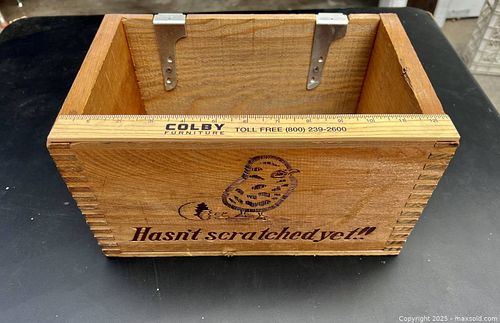 COLBY
FURNITURE
TOLL FREE (800) 239-2600
Hasn't scratched yet!!
Copyright 2025 - maxsold.com